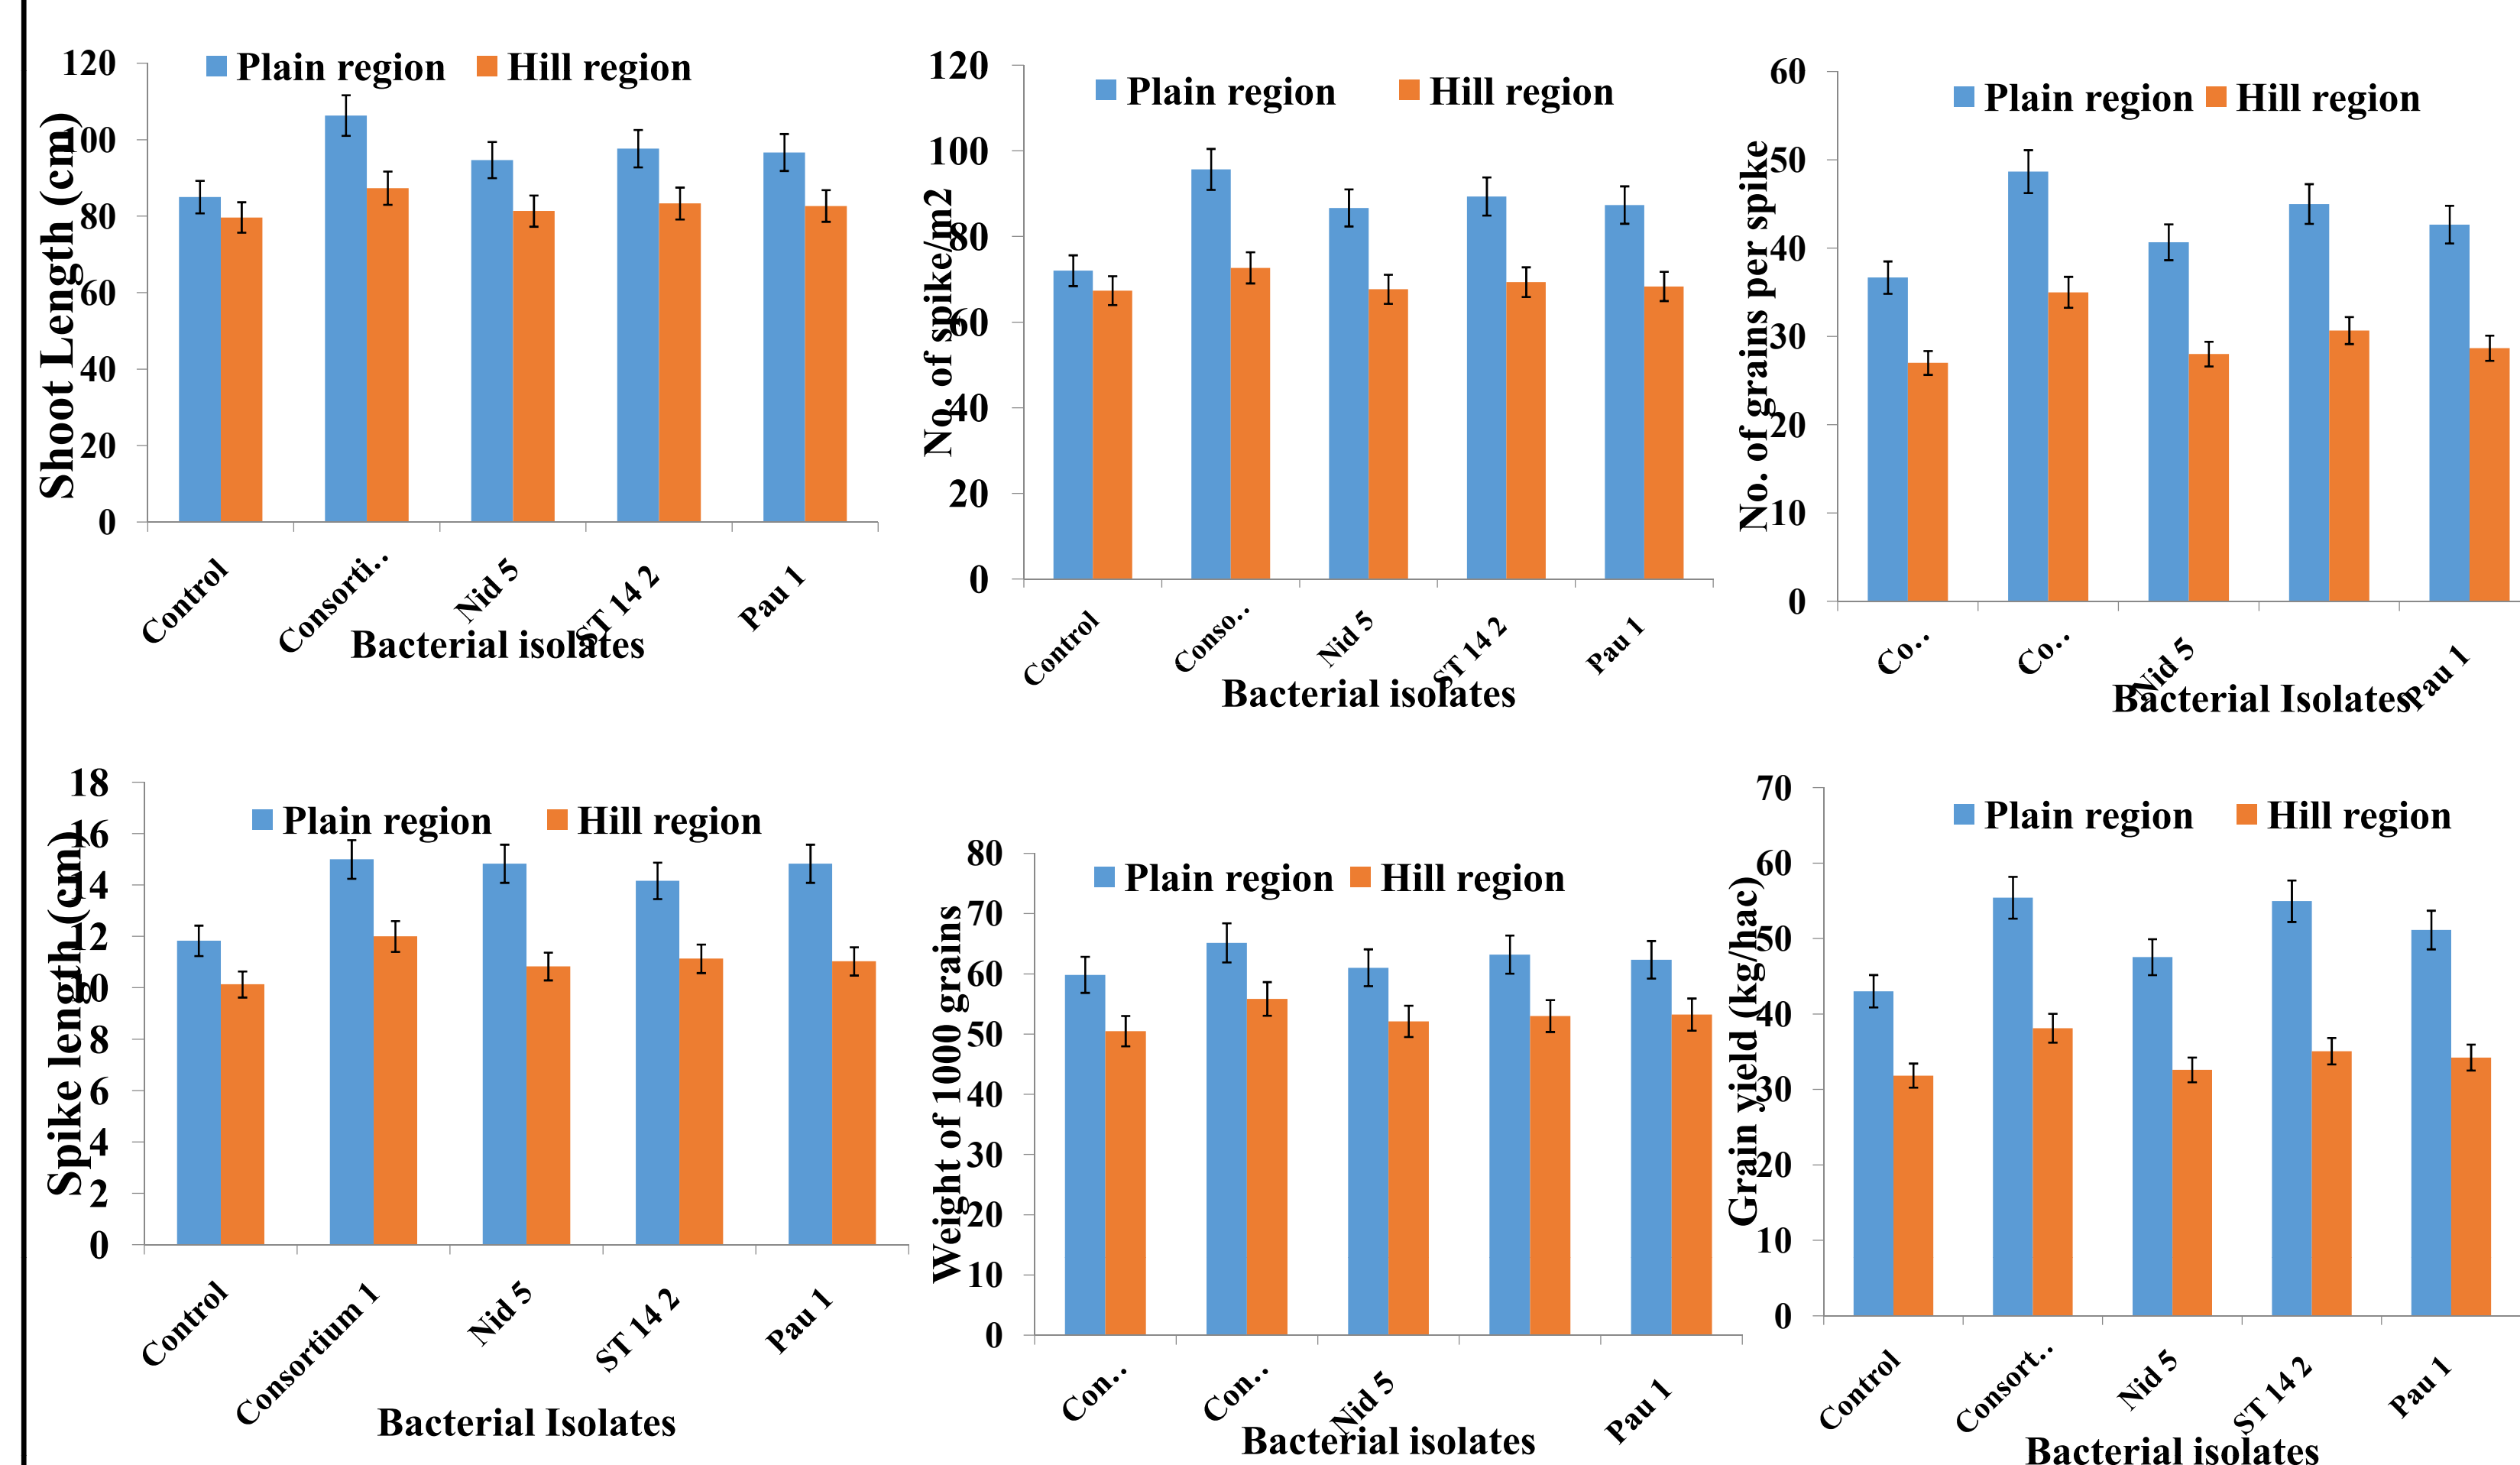 Plain region Hill region
Shoot Length (cm)
120
100
80
60
40
20
0
Control Consorti.. Nid 5 ST 14 2 Pau 1
Bacterial isolates
Plain region Hill region
No. of spike/m2
120
100
80
60
40
20
0
Control Conso.. Nid 5 ST 14 2 Pau 1
Bacterial isolates
Plain region Hill region
No. of grains per spike
60
50
40
30
20
10
0
Co.. Co.. Nid 5 Pau 1
Bacterial Isolates
Plain region Hill region
Spike length (cm)
18
16
14
12
10
8
6
4
2
0
Control Consortium 1 Nid 5 ST 14 2 Pau 1
Bacterial Isolates
Plain region Hill region
Weight of 1000 grains
80
70
60
50
40
30
20
10
0
Con.. Con.. Nid 5 Pau 1
Bacterial isolates
Plain region Hill region
Grain yield (kg/hac)
70
60
50
40
30
20
10
0
Control Consort.. Nid 5 ST 14 2 Pau 1
Bacterial isolates